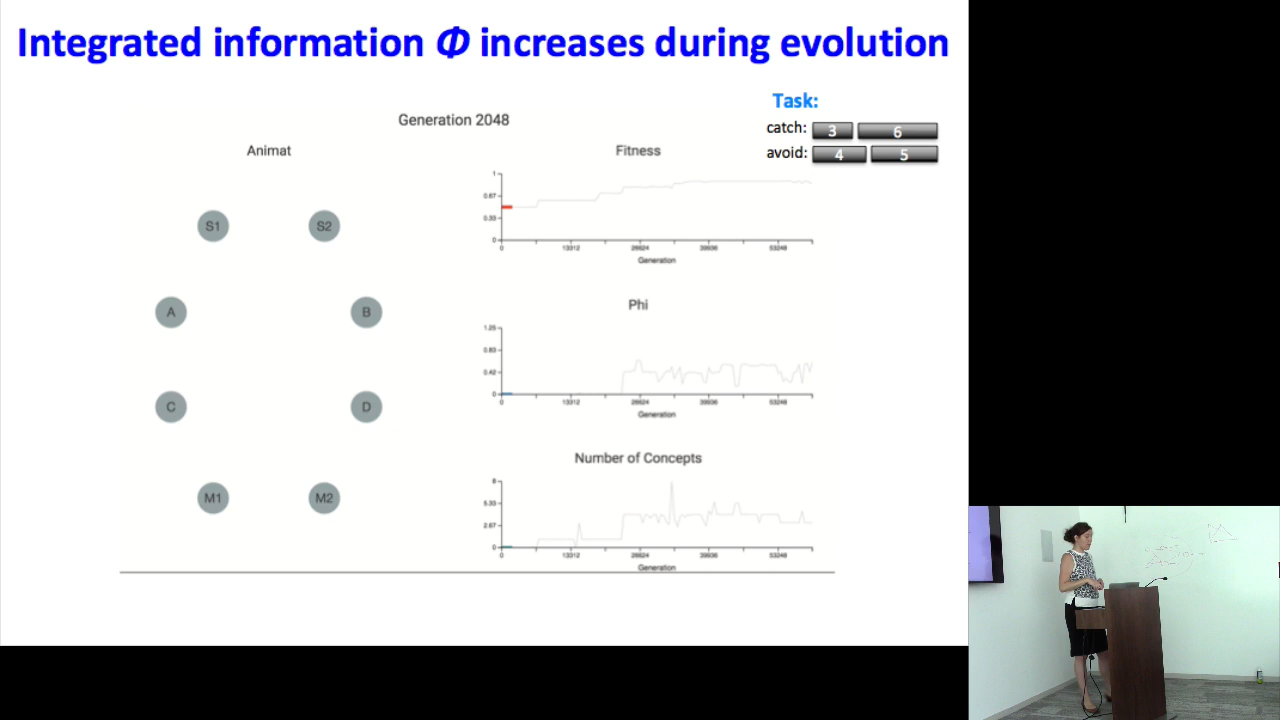 Integrated information Φ increases during evolution
Task:
catch: 3 6
avoid: 4 5
Generation 2048
Animat
S1 S2
A B
C D
M1 M2
Fitness
1
0.67
0.33
0
0 13312 26624 39936 53248
Generation
Phi
1.25
0.83
0.42
0
0 13312 26624 39936 53248
Generation
Number of Concepts
8
5.33
2.67
0
0 13312 26624 39936 53248
Generation